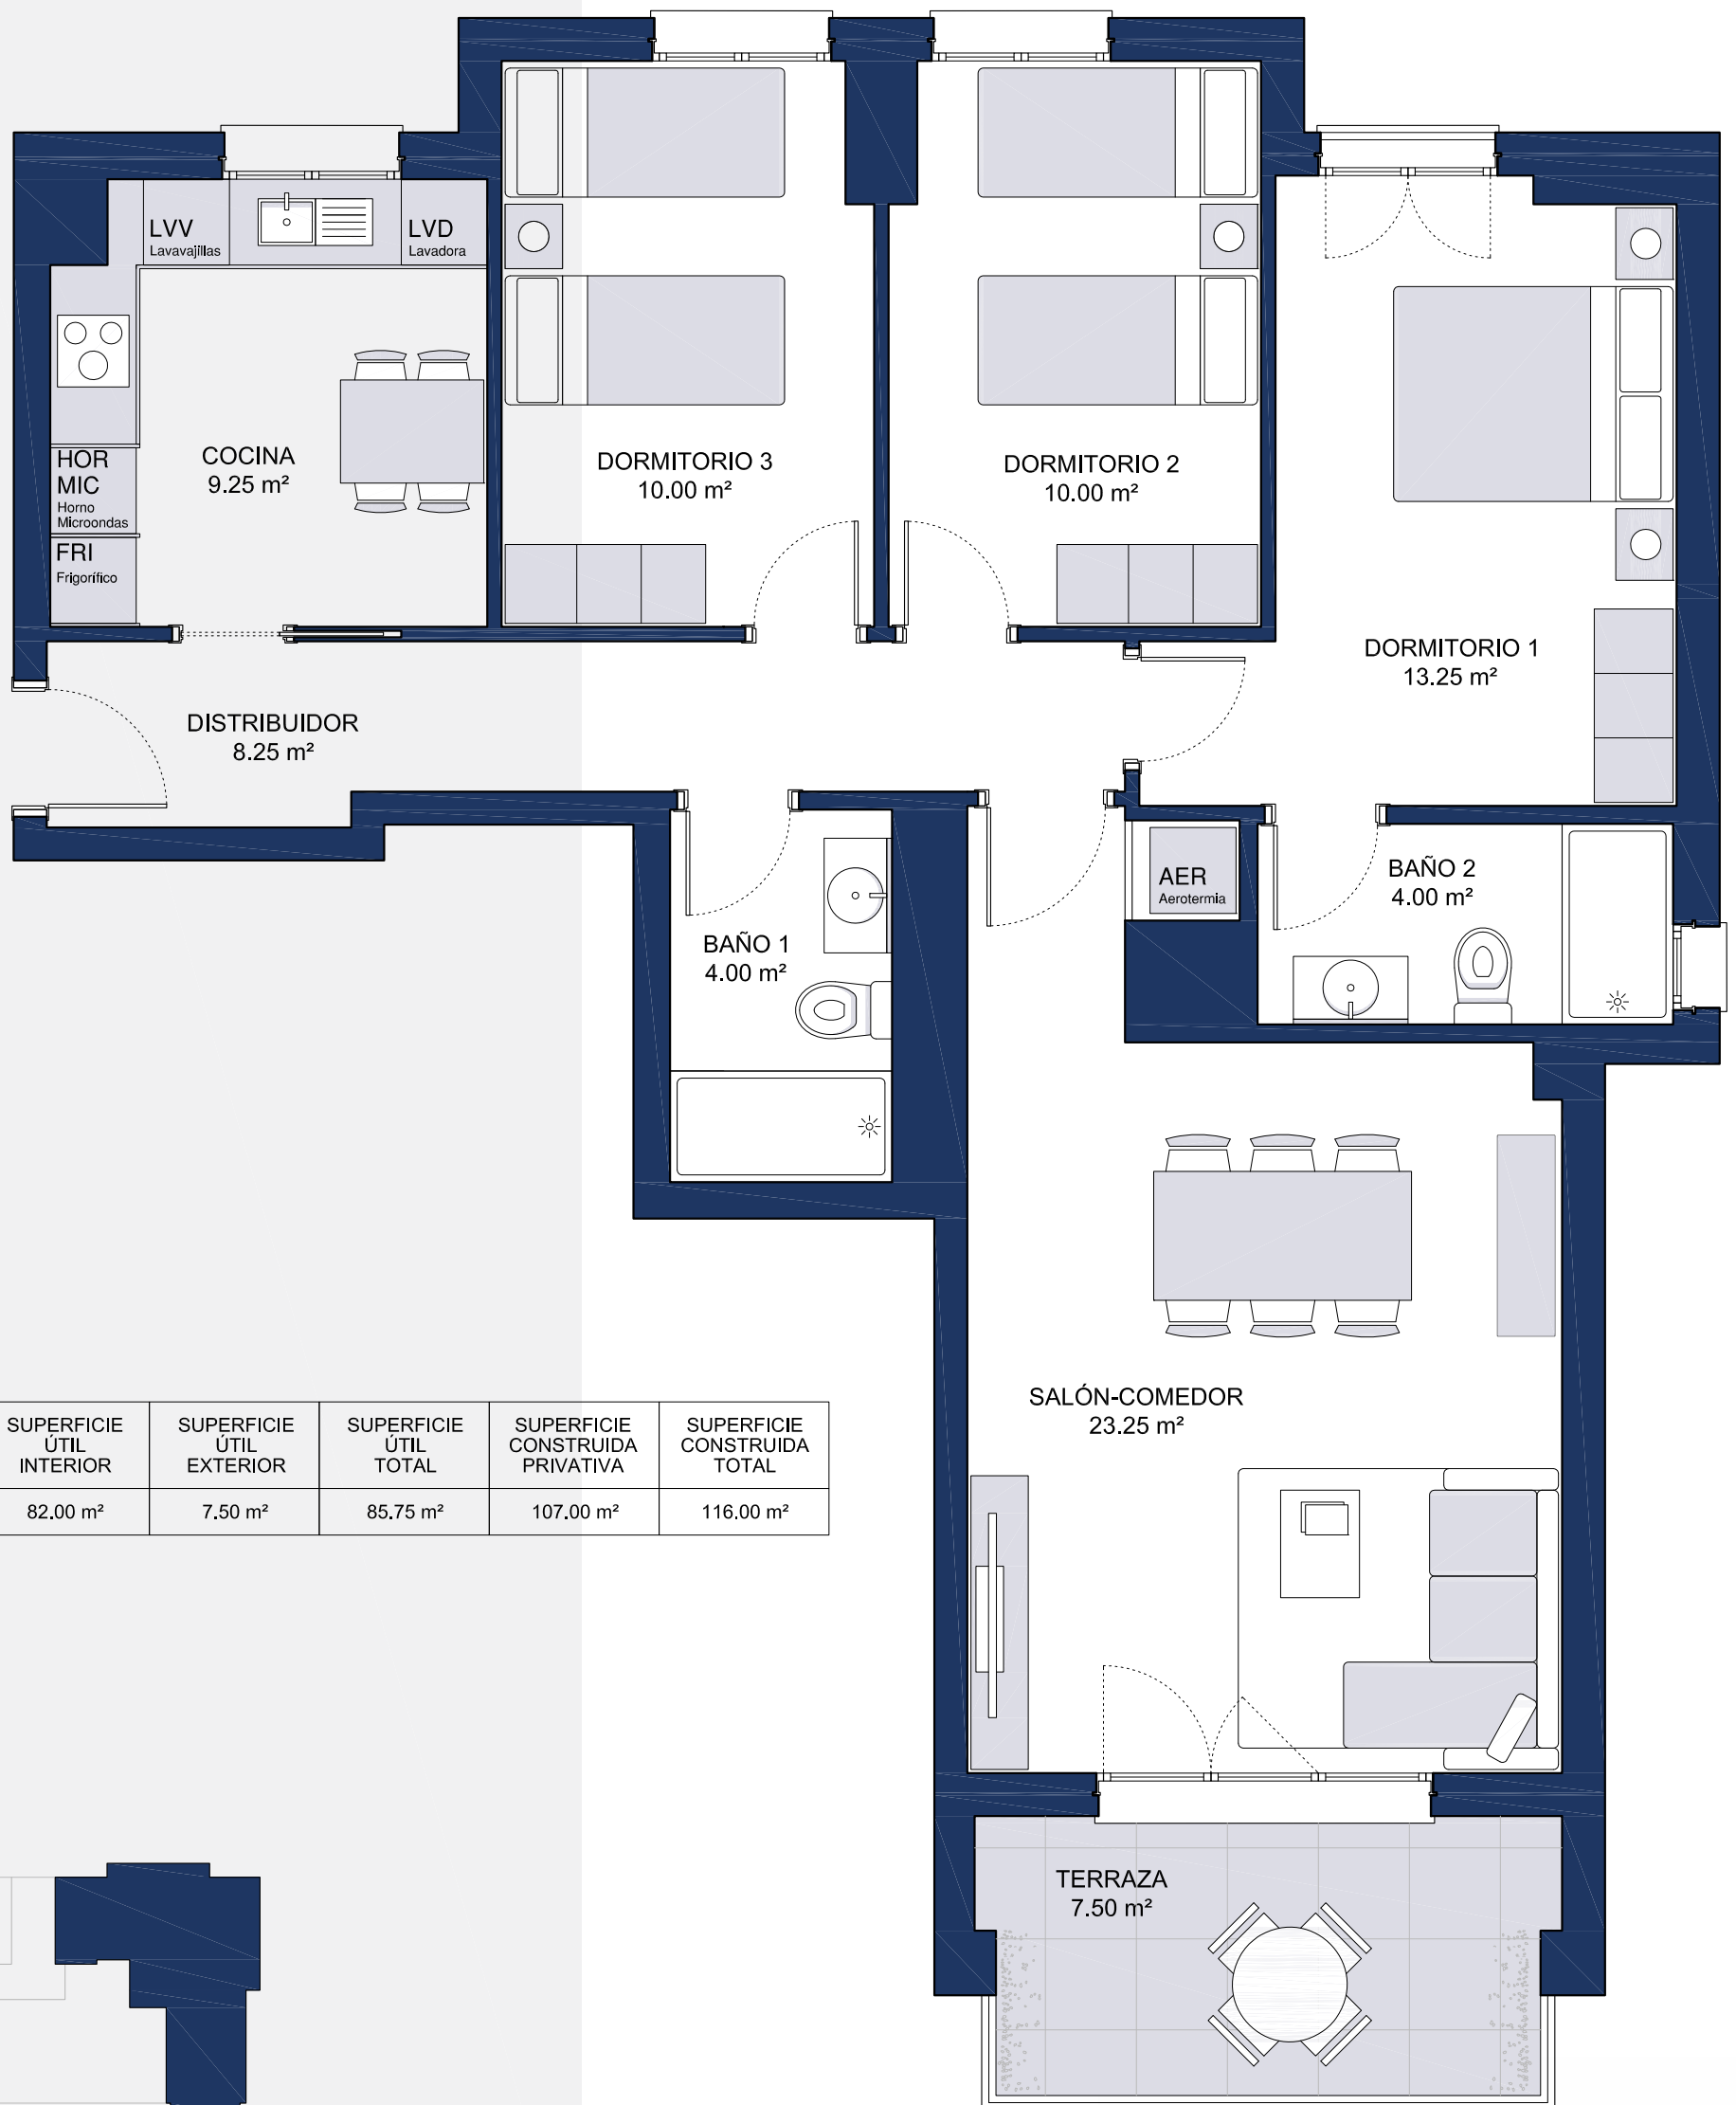 LVV
Lavavajillas
LVD
Lavadora
HOR
MIC
Horno
Microondas
FRI
Frigorífico
COCINA
9.25 m²
DORMITORIO 3
10.00 m²
DORMITORIO 2
10.00 m²
DORMITORIO 1
13.25 m²
DISTRIBUIDOR
8.25 m²
BAÑO 1
4.00 m²
AER
Aerotermia
BAÑO 2
4.00 m²
SALÓN-COMEDOR
23.25 m²
SUPERFICIE
ÚTIL
INTERIOR
SUPERFICIE
ÚTIL
EXTERIOR
SUPERFICIE
ÚTIL
TOTAL
SUPERFICIE
CONSTRUIDA
PRIVATIVA
SUPERFICIE
CONSTRUIDA
TOTAL
82.00 m²
7.50 m²
85.75 m²
107.00 m²
116.00 m²
TERRAZA
7.50 m²